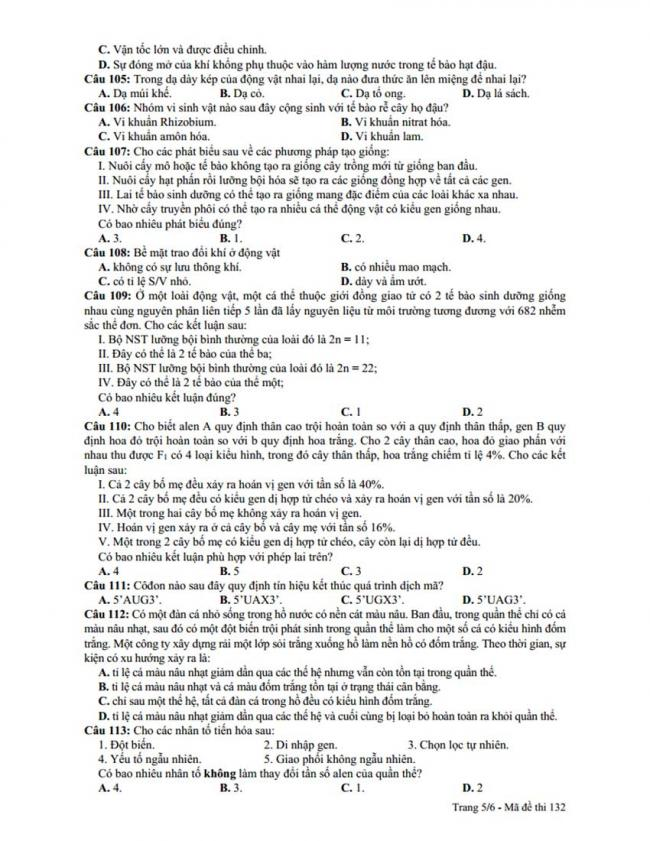 C. Vận tốc lớn và được điều chỉnh.
D. Sự đóng mở của khí khổng phụ thuộc vào hàm lượng nước trong tế bào hạt đậu.
Câu 105: Trong dạ dày kép của động vật nhai lại, dạ nào đưa thức ăn lên miệng để nhai lại?
A. Dạ múi khế. B. Dạ cỏ. C. Dạ tổ ong. D. Dạ lá sách.
Câu 106: Nhóm vi sinh vật nào sau đây cộng sinh với tế bào rễ cây họ đậu?
A. Vi khuẩn Rhizobium. B. Vi khuẩn nitrat hóa.
C. Vi khuẩn amôn hóa. D. Vi khuẩn lam.
Câu 107: Cho các phát biểu sau về các phương pháp tạo giống:
I. Nuôi cấy mô hoặc tế bào không tạo ra giống cây trồng mới từ giống ban đầu.
II. Nuôi cấy hạt phấn rồi lưỡng bội hóa sẽ tạo ra các giống đồng hợp về tất cả các gen.
III. Lai tế bào sinh dưỡng có thể tạo ra giống mang đặc điểm của các loài khác xa nhau.
IV. Nhờ cấy truyền phôi có thể tạo ra nhiều cá thể động vật có kiểu gen giống nhau.
Có bao nhiêu phát biểu đúng?
A. 3. B. 1. C. 2. D. 4.
Câu 108: Bề mặt trao đổi khí ở động vật
A. không có sự lưu thông khí. B. có nhiều mao mạch.
C. có tỉ lệ S/V nhỏ. D. dày và ẩm ướt.
Câu 109: Ở một loài động vật, một cá thể thuộc giới đồng giao tử có 2 tế bào sinh dưỡng giống
nhau cùng nguyên phân liên tiếp 5 lần đã lấy nguyên liệu từ môi trường tương đương với 682 nhiễm
sắc thể đơn. Cho các kết luận sau:
I. Bộ NST lưỡng bội bình thường của loài đó là 2n = 11;
II. Đây có thể là 2 tế bào của thể ba;
III. Bộ NST lưỡng bội bình thường của loài đó là 2n = 22;
IV. Đây có thể là 2 tế bào của thể một;
Có bao nhiêu kết luận đúng?
A. 4 B. 3 C. 1 D. 2
Câu 110: Cho biết alen A quy định thân cao trội hoàn toàn so với a quy định thân thấp, gen B quy
định hoa đỏ trội hoàn toàn so với b quy định hoa trắng. Cho 2 cây thân cao, hoa đỏ giao phấn với
nhau thu được F₁ có 4 loại kiểu hình, trong đó cây thân thấp, hoa trắng chiếm tỉ lệ 4%. Cho các kết
luận sau:
I. Cả 2 cây bố mẹ đều xảy ra hoán vị gen với tần số là 40%.
II. Cả 2 cây bố mẹ đều có kiểu gen dị hợp tử chéo và xảy ra hoán vị gen với tần số là 20%.
III. Một trong hai cây bố mẹ không xảy ra hoán vị gen.
IV. Hoán vị gen xảy ra ở cả cây bố và cây mẹ với tần số 16%.
V. Một trong 2 cây bố mẹ có kiểu gen dị hợp tử chéo, cây còn lại dị hợp tử đều.
Có bao nhiêu kết luận phù hợp với phép lai trên?
A. 4 B. 5 C. 3 D. 2
Câu 111: Côđon nào sau đây quy định tín hiệu kết thúc quá trình dịch mã?
A. 5'AUG3'. B. 5'UAX3'. C. 5'UGX3'. D. 5'UAG3'.
Câu 112: Có một đàn cá nhỏ sống trong hồ nước có nền cát màu nâu. Ban đầu, trong quần thể chỉ có cá
màu nâu nhạt, sau đó có một đột biến trội phát sinh trong quần thể làm cho một số cá có kiểu hình đốm
trắng. Một công ty xây dựng rải một lớp sỏi trắng xuống hồ làm nền hồ có đốm trắng. Theo thời gian, sự
kiện có xu hướng xảy ra là:
A. tỉ lệ cá màu nâu nhạt giảm dần qua các thế hệ nhưng vẫn còn tồn tại trong quần thể.
B. tỉ lệ cá màu nâu nhạt và cá màu đốm trắng tồn tại ở trạng thái cân bằng.
C. chỉ sau một thế hệ, tất cả đàn cá trong hồ đều có kiểu hình đốm trắng.
D. tỉ lệ cá màu nâu nhạt giảm dần qua các thế hệ và cuối cùng bị loại bỏ hoàn toàn ra khỏi quần thể.
Câu 113: Cho các nhân tố tiến hóa sau:
1. Đột biến. 2. Di nhập gen. 3. Chọn lọc tự nhiên.
4. Yếu tố ngẫu nhiên. 5. Giao phối không ngẫu nhiên.
Có bao nhiêu nhân tố không làm thay đổi tần số alen của quần thể?
A. 4. B. 3. C. 1. D. 2
Trang 5/6 - Mã đề thi 132